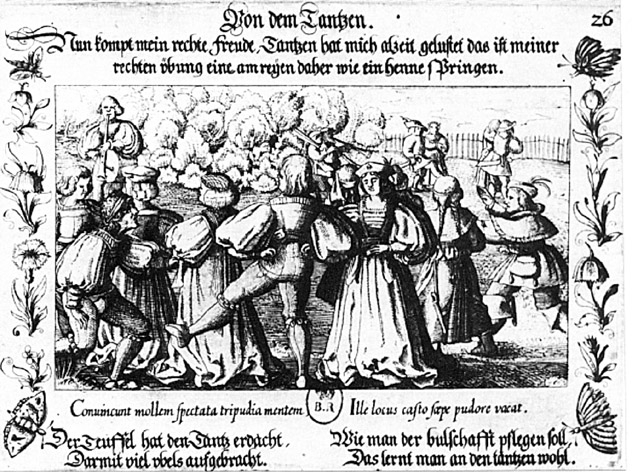 Von dem Tantzen.
26
Nun kompt mein rechte Freude, Tantzen hat mich alzeit gelustet das ist meiner
rechten übung eine am reyen daher wie ein henne springen.
Conuincunt mollem spectata tripudia mentem
B.R
Ille locus casto sæpe pudore vacat.
Der Teuffel hat den Tantz erdacht,
Darmit viel vbels aufgebracht.
Wie man der bulschafft pflegen soll,
Das lernt man an den täntzen wohl.